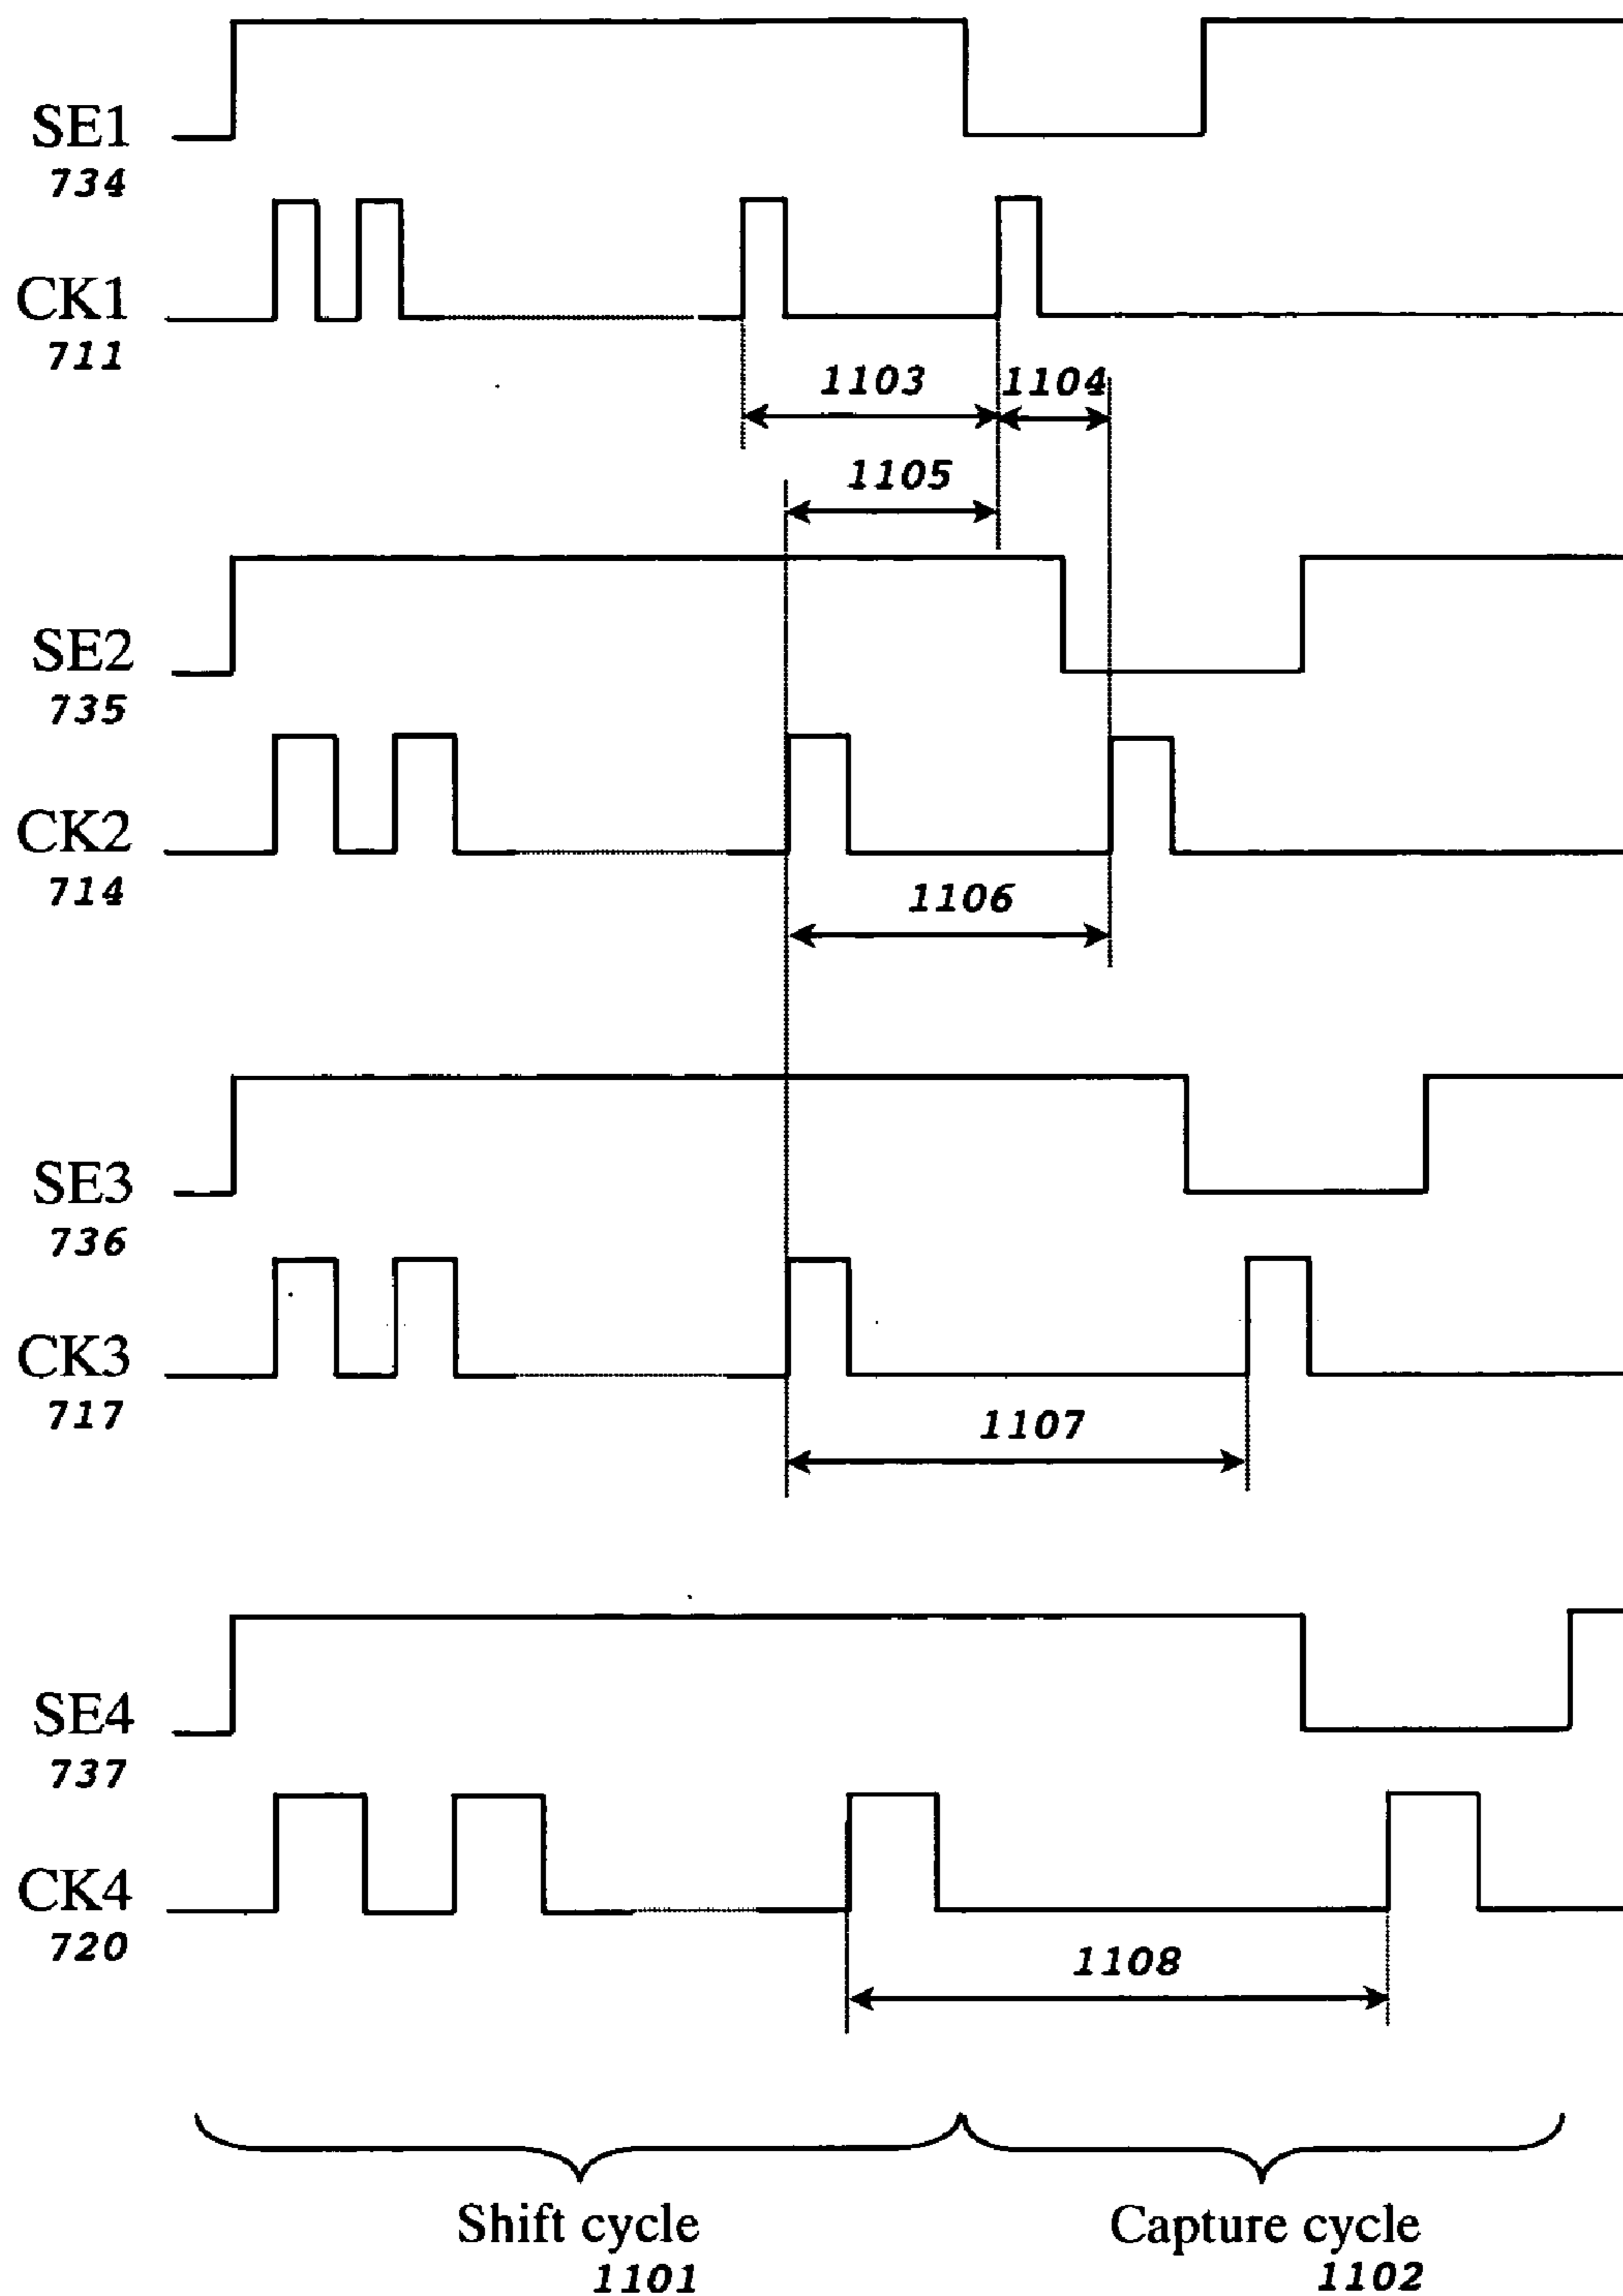 SE1
734
CK1
711
1103
1104
1105
SE2
735
CK2
714
1106
SE3
736
CK3
717
1107
SE4
737
CK4
720
1108
Shift cycle
1101
Capture cycle
1102